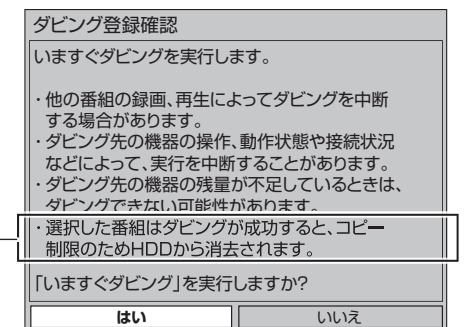 ダビング登録確認
いますぐダビングを実行します。
・他の番組の録画、再生によってダビングを中断
する場合があります。
・ダビング先の機器の操作、動作状態や接続状況
などによって、実行を中断することがあります。
・ダビング先の機器の残量が不足しているときは、
ダビングできない可能性があります。
・選択した番組はダビングが成功すると、コピー
制限のためHDDから消去されます。
「いますぐダビング」を実行しますか?
はい
いいえ